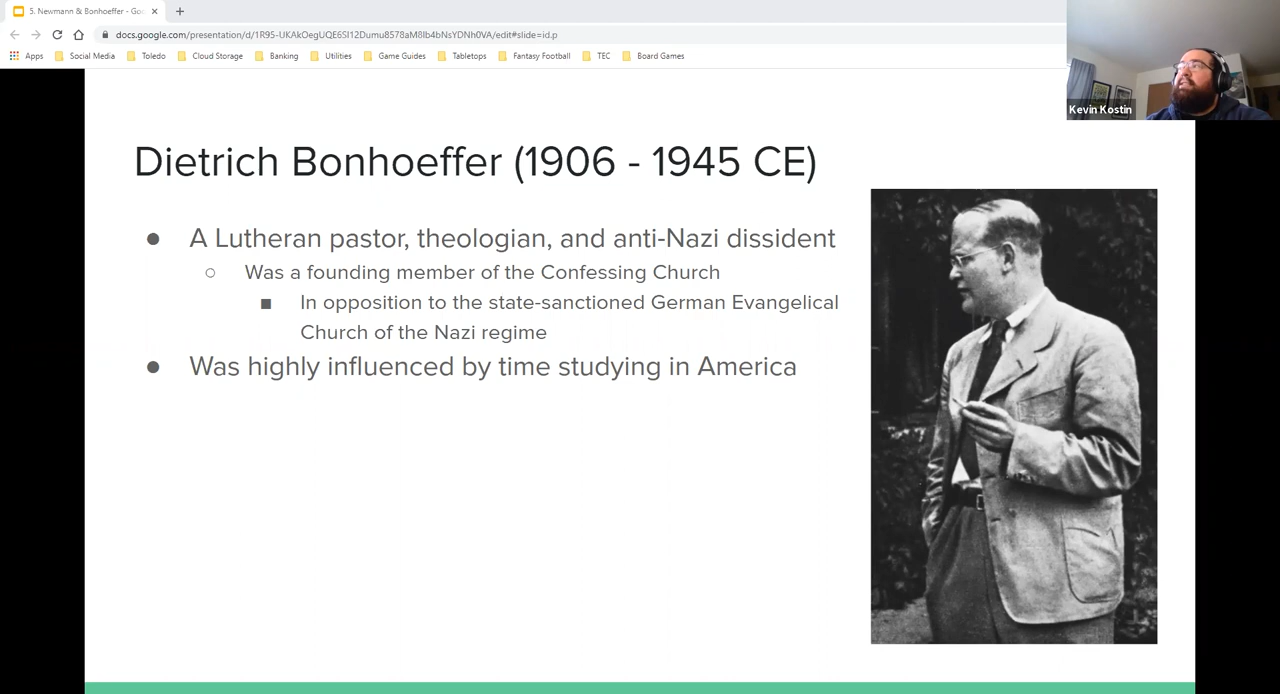 5. Newmann & Bonhoeffer - Goo
docs.google.com/presentation/d/1R95-UKAkOegUQE6SI12Dumu8578aM8Ib4bNsYDNh0VA/edit#slide=id.p
Apps Social Media Toledo Cloud Storage Banking Utilities Game Guides Tabletops Fantasy Football TEC Board Games
Kevin Kostin
Dietrich Bonhoeffer (1906 - 1945 CE)
● A Lutheran pastor, theologian, and anti-Nazi dissident
○ Was a founding member of the Confessing Church
■ In opposition to the state-sanctioned German Evangelical
Church of the Nazi regime
● Was highly influenced by time studying in America